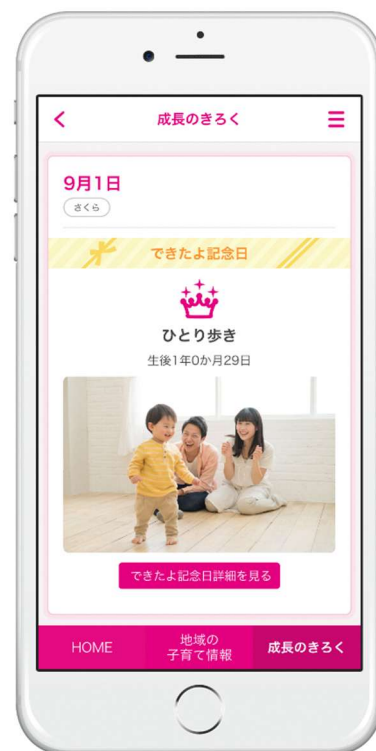 成長のきろく
9月1日
さくら
できたよ記念日
ひとり歩き
生後1年0か月29日
できたよ記念日詳細を見る
HOME
地域の
子育て情報
成長のきろく